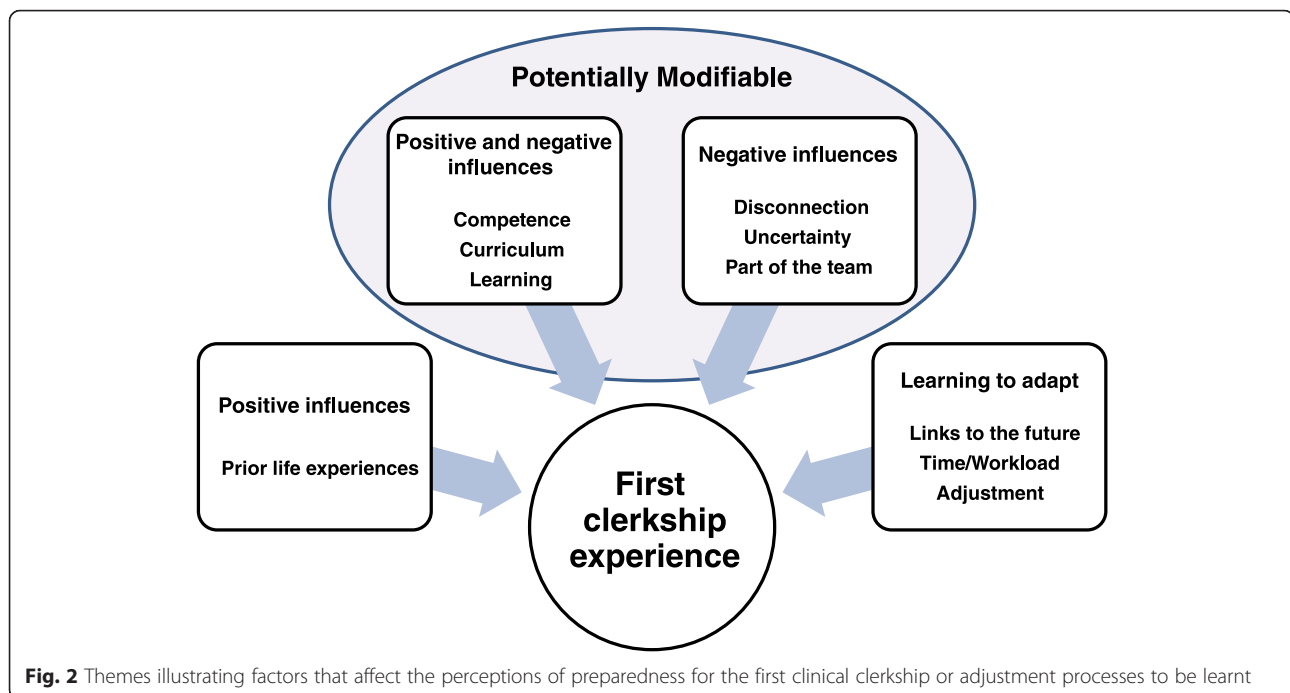 Potentially Modifiable
Positive and negative
influences
Competence
Curriculum
Learning
Negative influences
Disconnection
Uncertainty
Part of the team
Positive influences
Prior life experiences
Learning to adapt
Links to the future
Time/Workload
Adjustment
First
clerkship
experience
Fig. 2 Themes illustrating factors that affect the perceptions of preparedness for the first clinical clerkship or adjustment processes to be learnt